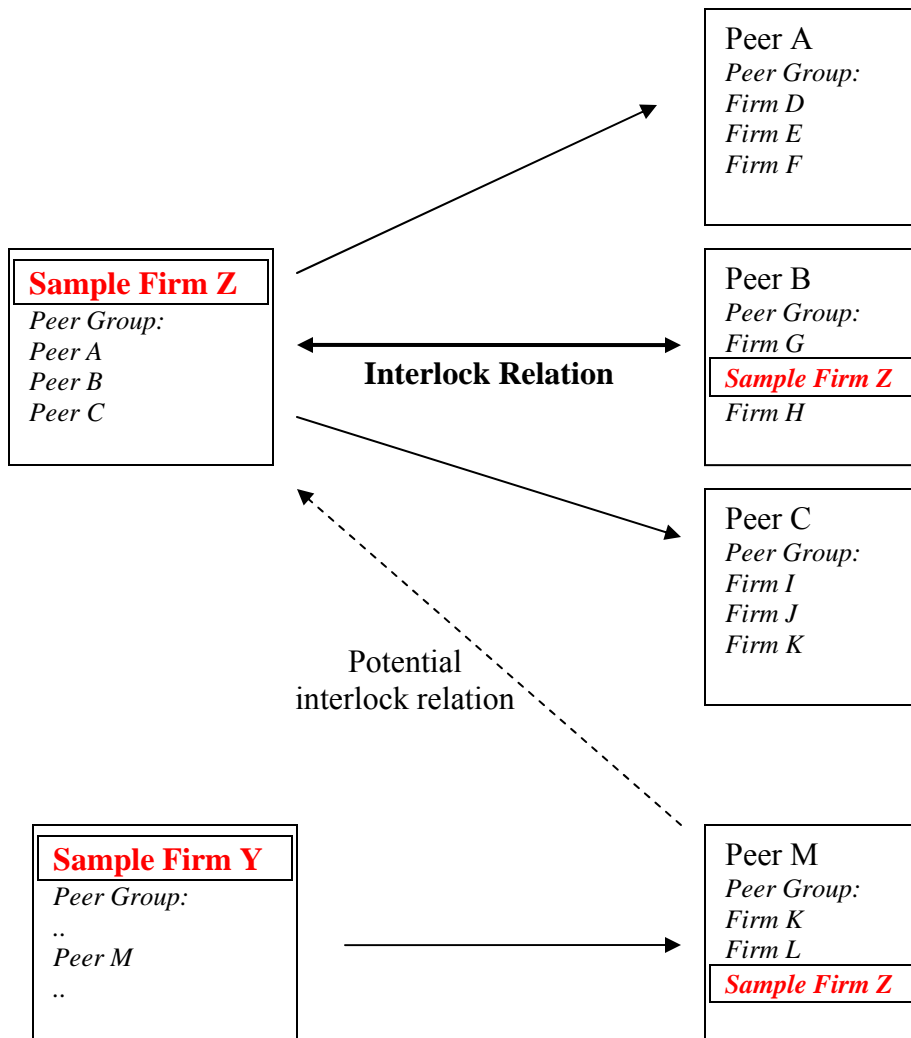 Peer A
Peer Group:
Firm D
Firm E
Firm F
Sample Firm Z
Peer Group:
Peer A
Peer B
Peer C
Interlock Relation
Peer B
Peer Group:
Firm G
Sample Firm Z
Firm H
Peer C
Peer Group:
Firm I
Firm J
Firm K
Potential
interlock relation
Sample Firm Y
Peer Group:
..
Peer M
..
Peer M
Peer Group:
Firm K
Firm L
Sample Firm Z